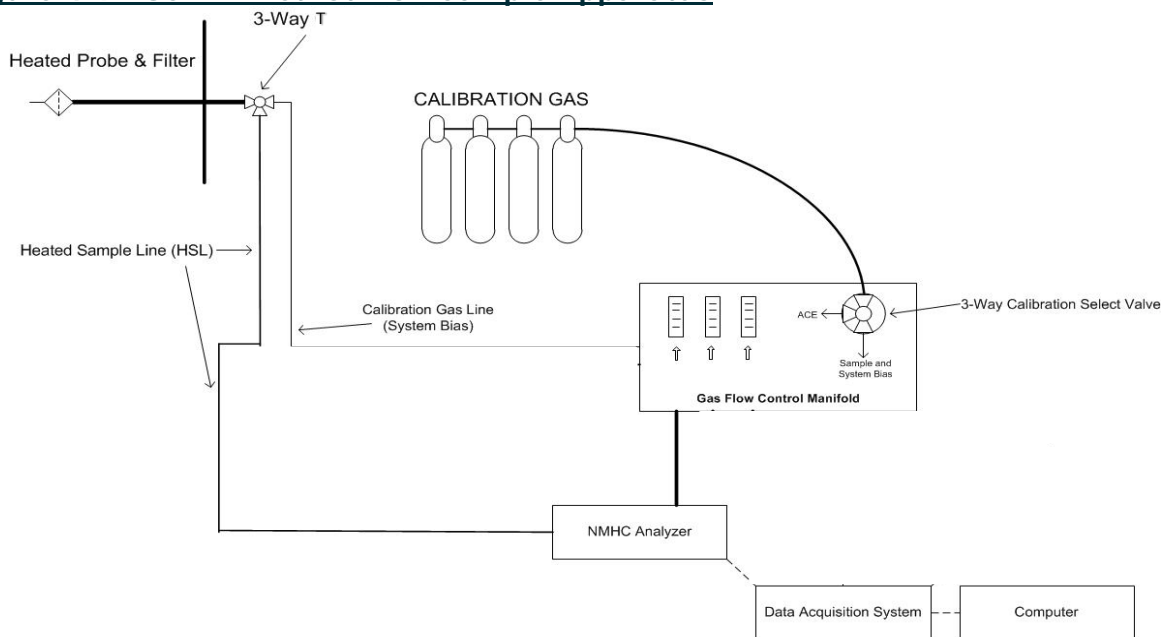 3-Way T
Heated Probe & Filter
CALIBRATION GAS
Heated Sample Line (HSL)
Calibration Gas Line
(System Bias)
ACE
3-Way Calibration Select Valve
Sample and
System Bias
Gas Flow Control Manifold
NMHC Analyzer
Data Acquisition System
Computer